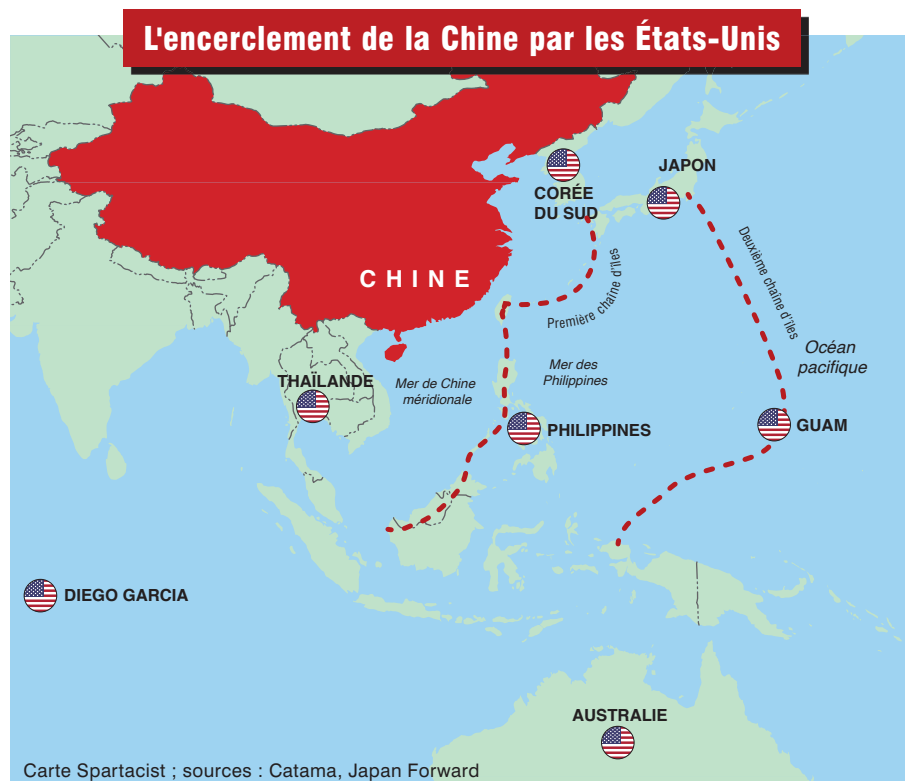 L'encerclement de la Chine par les États-Unis
JAPON
CORÉE
DU SUD
CHINE
Première chaîne d'îles
Deuxième chaîne d'îles
Océan
pacifique
Mer des
Philippines
Mer de Chine
méridionale
THAÏLANDE
PHILIPPINES
GUAM
DIEGO GARCIA
AUSTRALIE
Carte Spartacist ; sources : Catama, Japan Forward